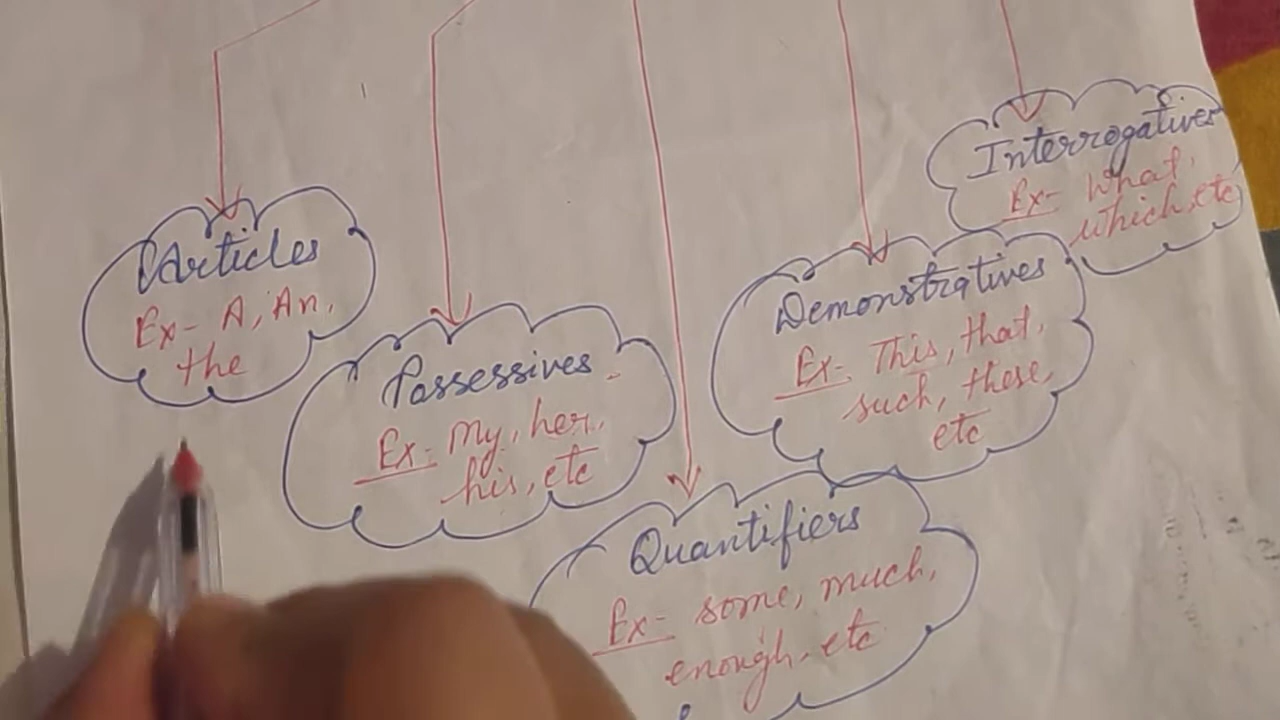 Articles
Ex- A, An,
the
Possessives
Ex- My, her,
his, etc
Quantifiers
Ex- some, much,
enough, etc
Demonstratives
Ex- This, that,
such, these,
etc
Interrogatives
Ex- What,
which, etc